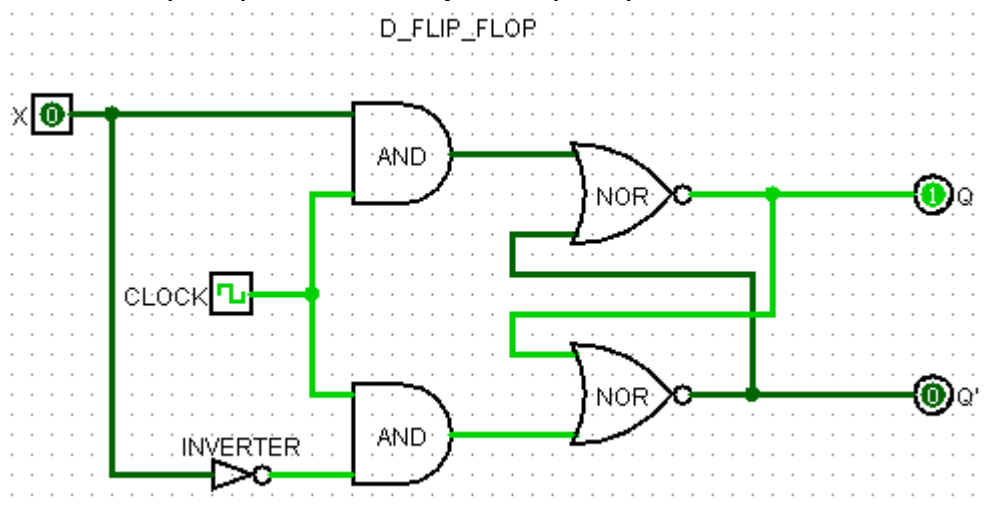 D_FLIP_FLOP
X 0
AND
NOR
1 Q
CLOCK
NOR
0 Q'
AND
INVERTER